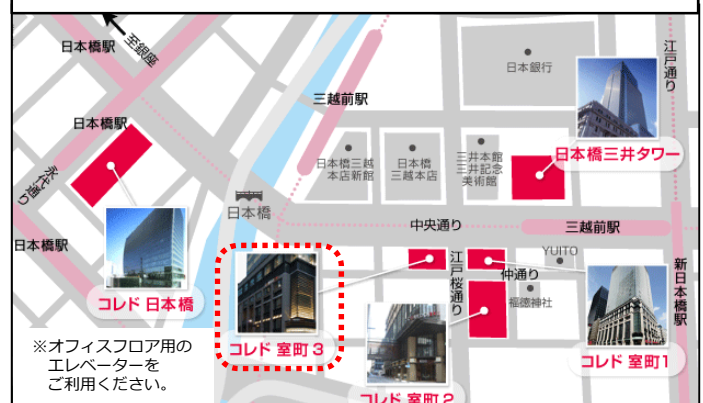 日本橋駅
至銀座
江戸通り
日本銀行
三越前駅
日本橋駅
日本橋三越
本店新館
日本橋
三越本店
三井本館
三井記念
美術館
日本橋三井タワー
永代通り
日本橋
中央通り
三越前駅
日本橋駅
江戸桜通り
YUITO
仲通り
新日本橋駅
福徳神社
コレド 日本橋
コレド 室町3
コレド 室町1
コレド 室町2
※オフィスフロア用の
エレベーターを
ご利用ください。